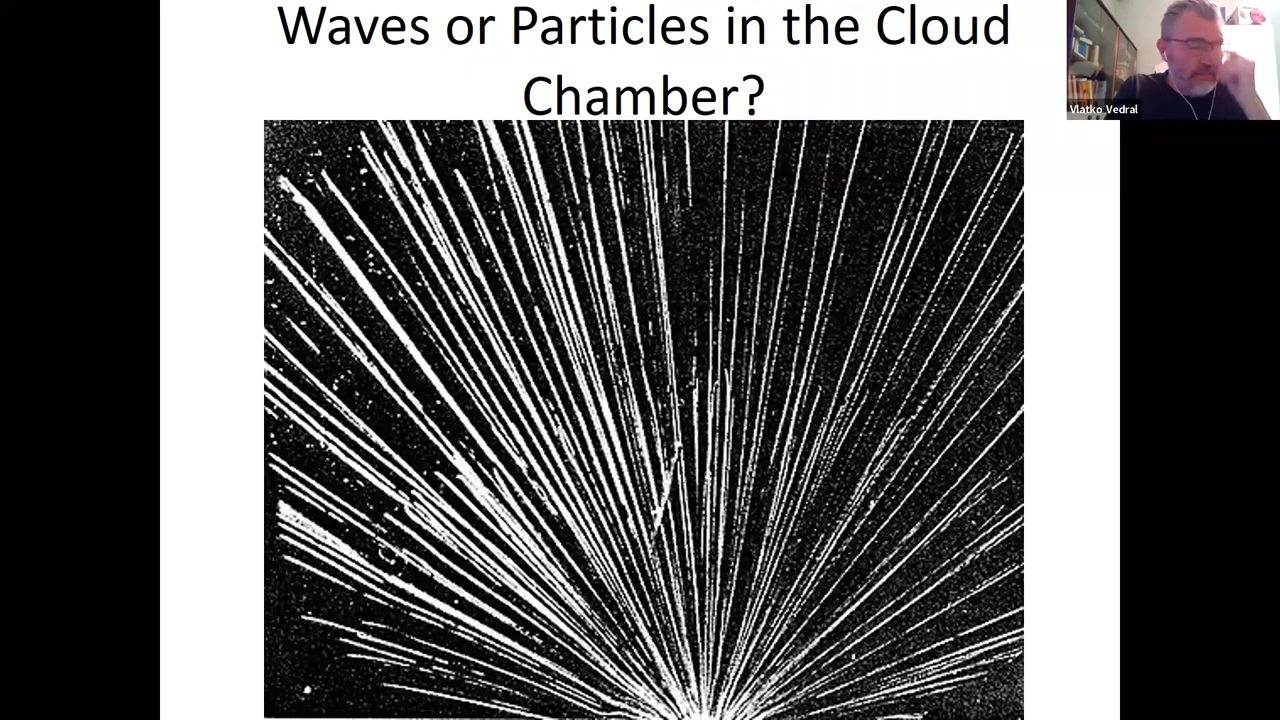 Waves or Particles in the Cloud
Chamber?
Vlatko Vedral